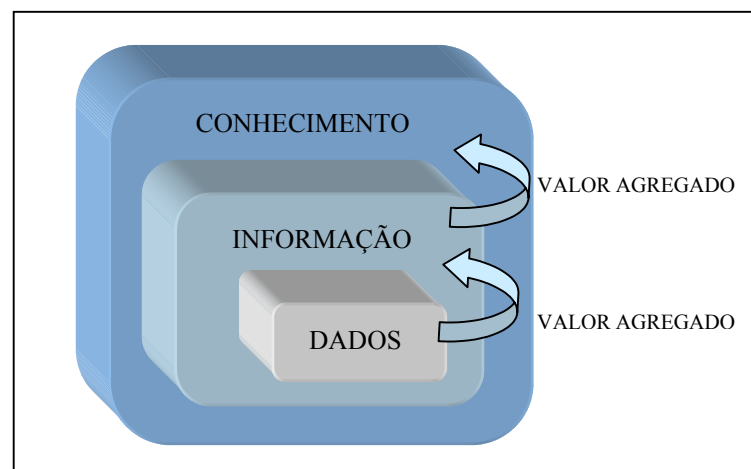 CONHECIMENTO
VALOR AGREGADO
INFORMAÇÃO
VALOR AGREGADO
DADOS